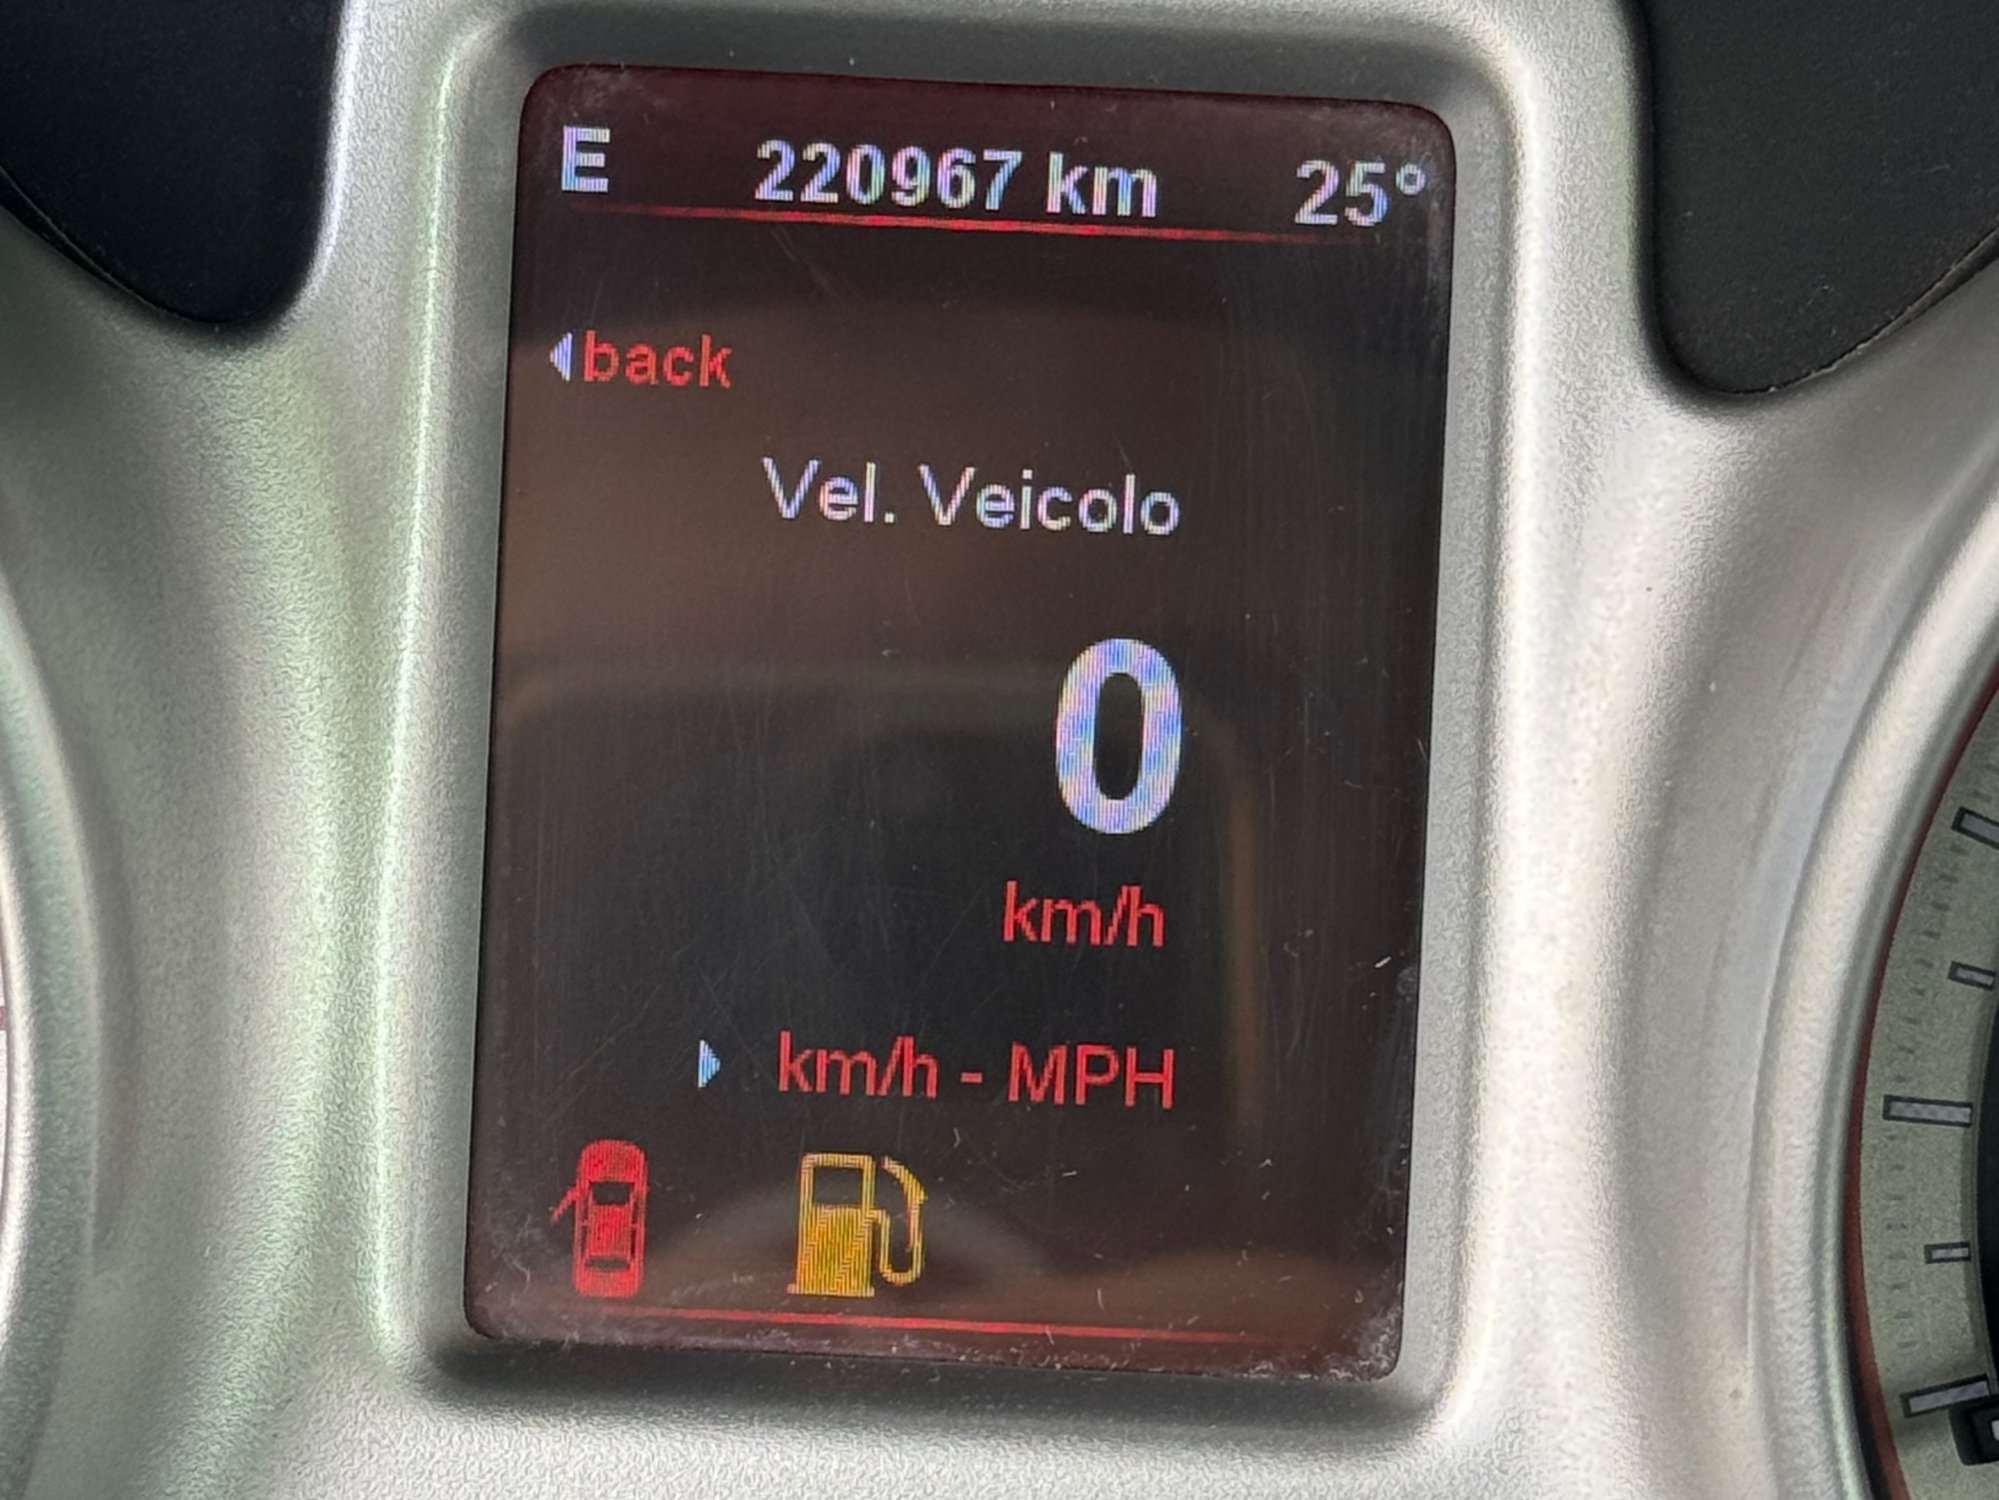 E 220967 km 25°
back
Vel. Veicolo
0
km/h
km/h - MPH